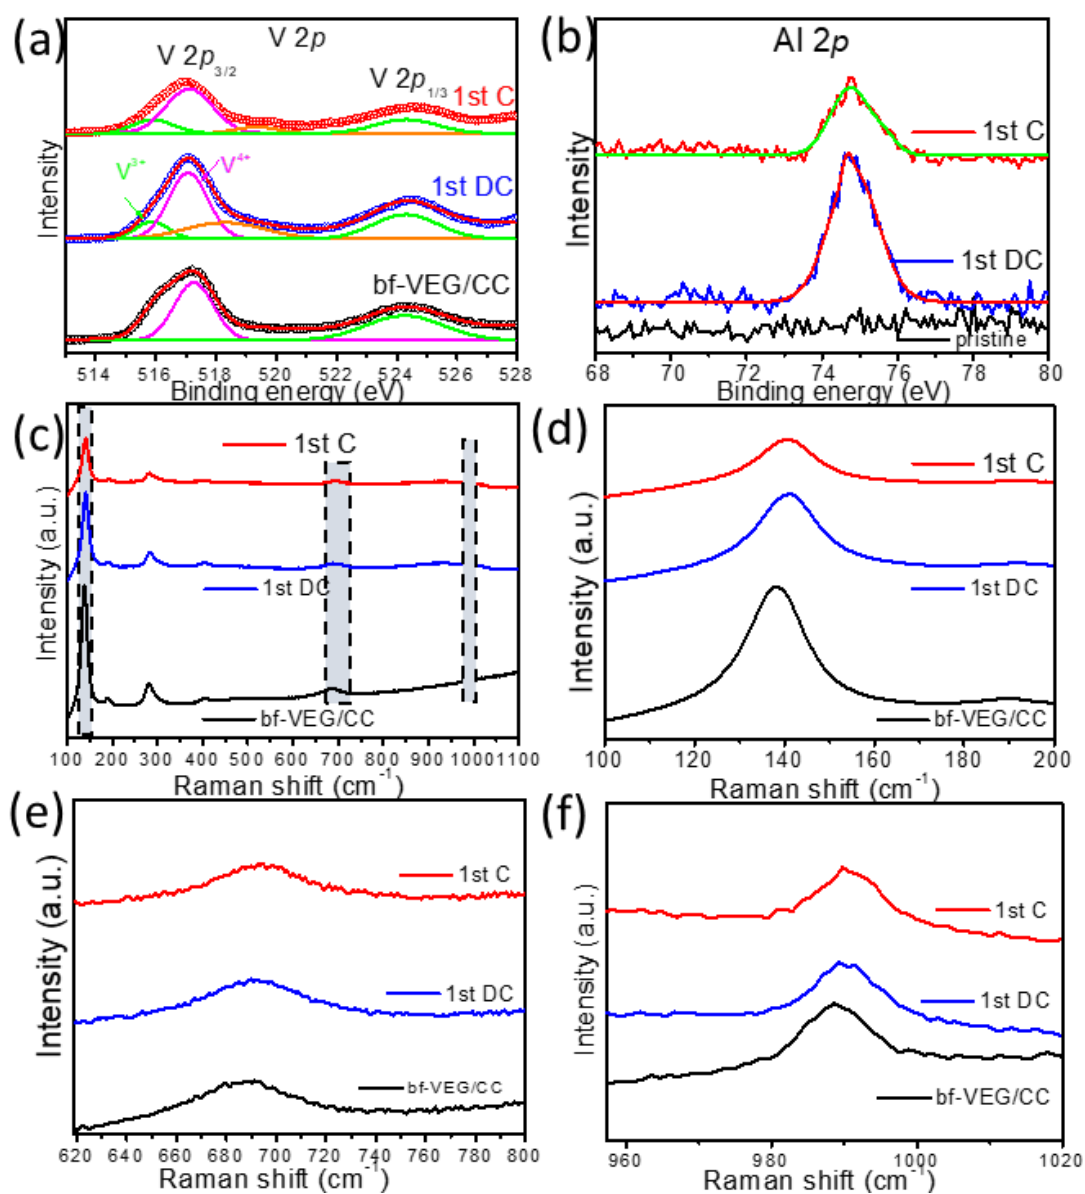 (a)
V 2p
V 2p3/2
V 2p1/3
1st C
V3+
V4+
1st DC
bf-VEG/CC
Intensity
514 516 517 518 520 522 524 526 528
Binding energy (eV)
(b)
Al 2p
1st C
1st DC
pristine
Intensity
68 70 72 73 74 76 78 80
Binding energy (eV)
(c)
1st C
1st DC
bf-VEG/CC
Intensity (a.u.)
100 200 300 400 500 600 700 800 900 1000 1100
Raman shift (cm-1)
(d)
1st C
1st DC
bf-VEG/CC
Intensity (a.u.)
100 120 140 160 180 200
Raman shift (cm-1)
(e)
1st C
1st DC
bf-VEG/CC
Intensity (a.u.)
620 640 660 680 700 720 740 760 780 800
Raman shift (cm-1)
(f)
1st C
1st DC
bf-VEG/CC
Intensity (a.u.)
960 980 1000 1020
Raman shift (cm-1)